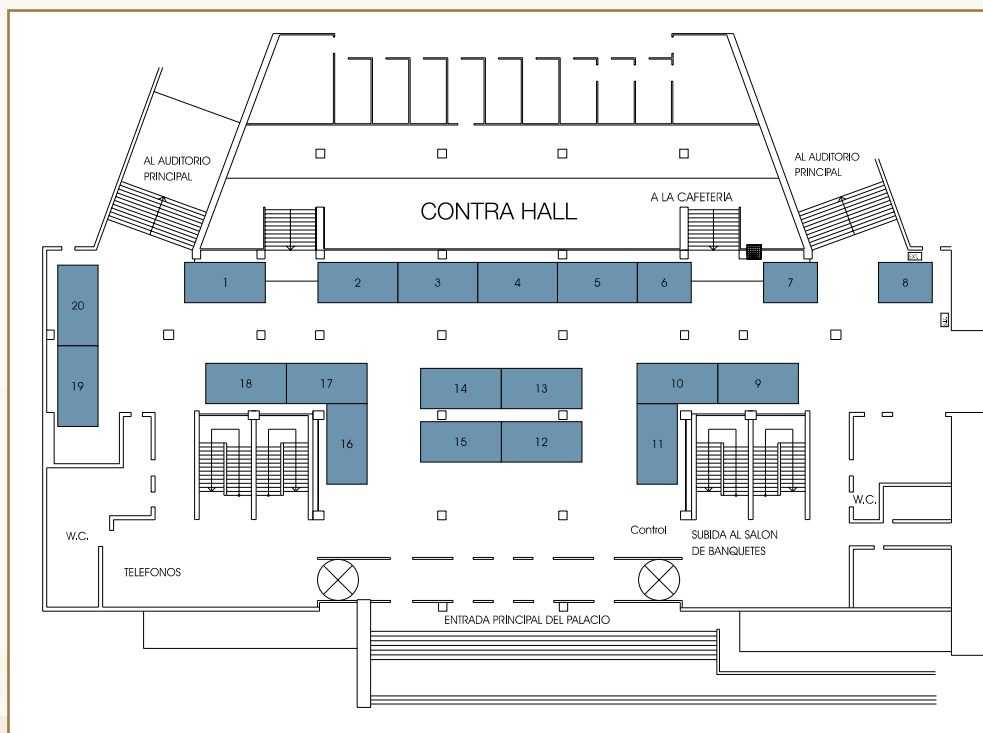 AL AUDITORIO
PRINCIPAL
AL AUDITORIO
PRINCIPAL
A LA CAFETERIA
CONTRA HALL
EXT.
1
2
3
4
5
6
7
8
20
19
18
17
14
13
10
9
16
15
12
11
W.C.
W.C.
Control
SUBIDA AL SALON
DE BANQUETES
TELEFONOS
ENTRADA PRINCIPAL DEL PALACIO